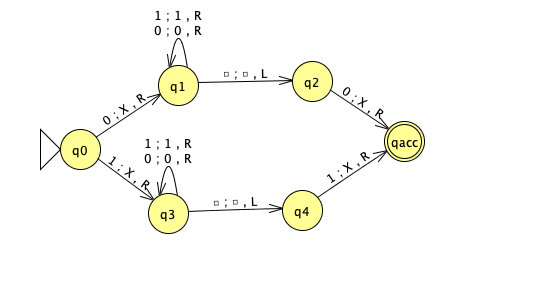 1 ; 1 , R
0 ; 0 , R
q1
□ ; □ , L
q2
0 ; X , R
0 ; X , R
q0
qacc
1 ; X , R
1 ; 1 , R
0 ; 0 , R
q3
□ ; □ , L
q4
1 ; X , R